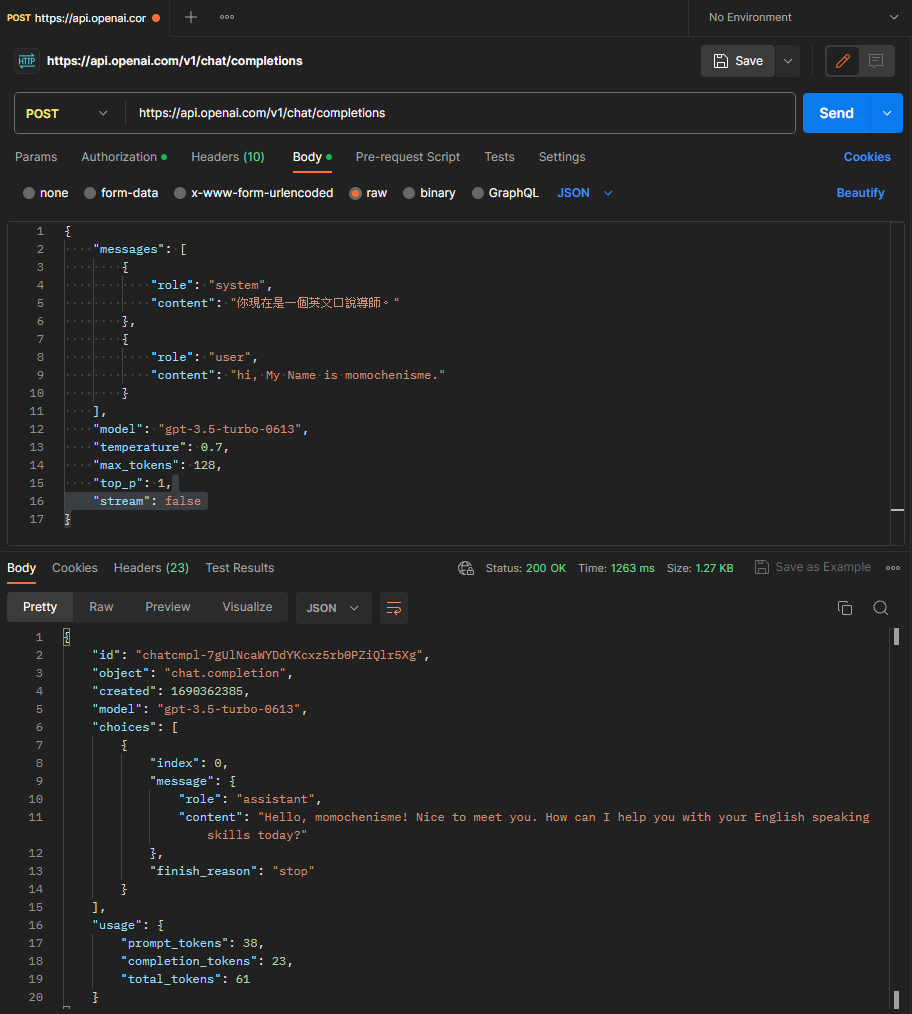 POST https://api.openai.com
No Environment
HTTP https://api.openai.com/v1/chat/completions
Save
POST https://api.openai.com/v1/chat/completions
Send
Params Authorization Headers (10) Body Pre-request Script Tests Settings Cookies
none form-data x-www-form-urlencoded raw binary GraphQL JSON Beautify
1 {
2 "messages": [
3 {
4 "role": "system",
5 "content": "你現在是一個英文口說導師。"
6 },
7 {
8 "role": "user",
9 "content": "hi, My Name is momochenisme."
10 }
11 ],
12 "model": "gpt-3.5-turbo-0613",
13 "temperature": 0.7,
14 "max_tokens": 128,
15 "top_p": 1,
16 "stream": false
17 }
Body Cookies Headers (23) Test Results Status: 200 OK Time: 1263 ms Size: 1.27 KB Save as Example
Pretty Raw Preview Visualize JSON
1 {
2 "id": "chatcmpl-7gUlNcaWYDdYKcxz5rb0PZiQlr5Xg",
3 "object": "chat.completion",
4 "created": 1690362385,
5 "model": "gpt-3.5-turbo-0613",
6 "choices": [
7 {
8 "index": 0,
9 "message": {
10 "role": "assistant",
11 "content": "Hello, momochenisme! Nice to meet you. How can I help you with your English speaking
skills today?"
12 },
13 "finish_reason": "stop"
14 }
15 ],
16 "usage": {
17 "prompt_tokens": 38,
18 "completion_tokens": 23,
19 "total_tokens": 61
20 }